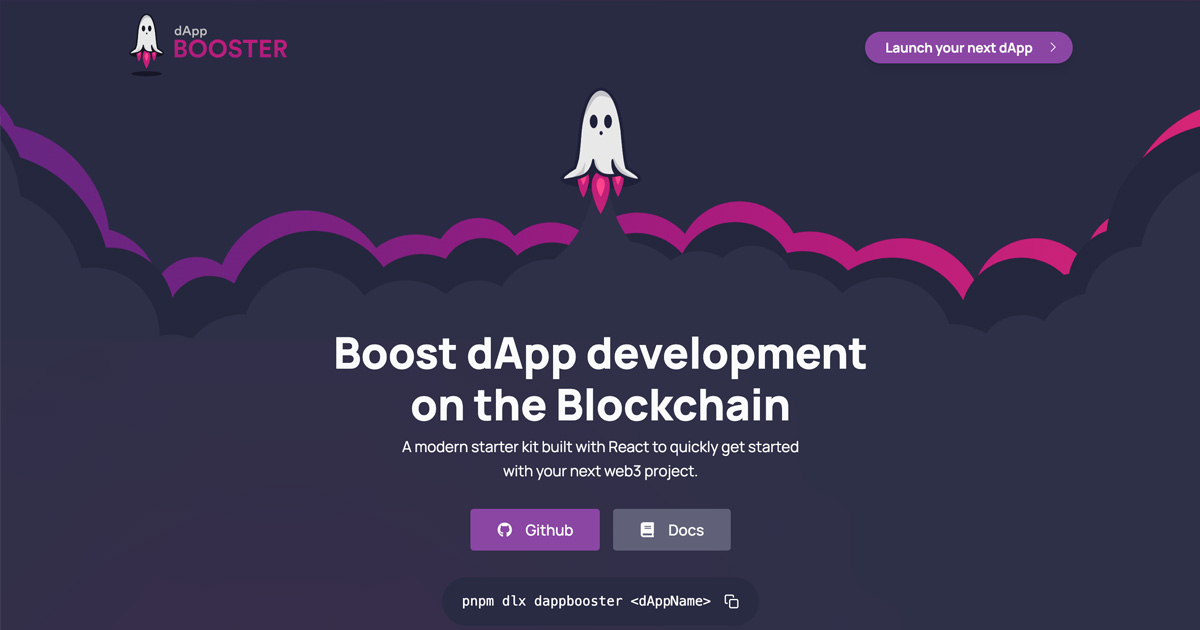 dApp
BOOSTER
Launch your next dApp
Boost dApp development
on the Blockchain
A modern starter kit built with React to quickly get started
with your next web3 project.
Github
Docs
pnpm dlx dappbooster <dAppName>